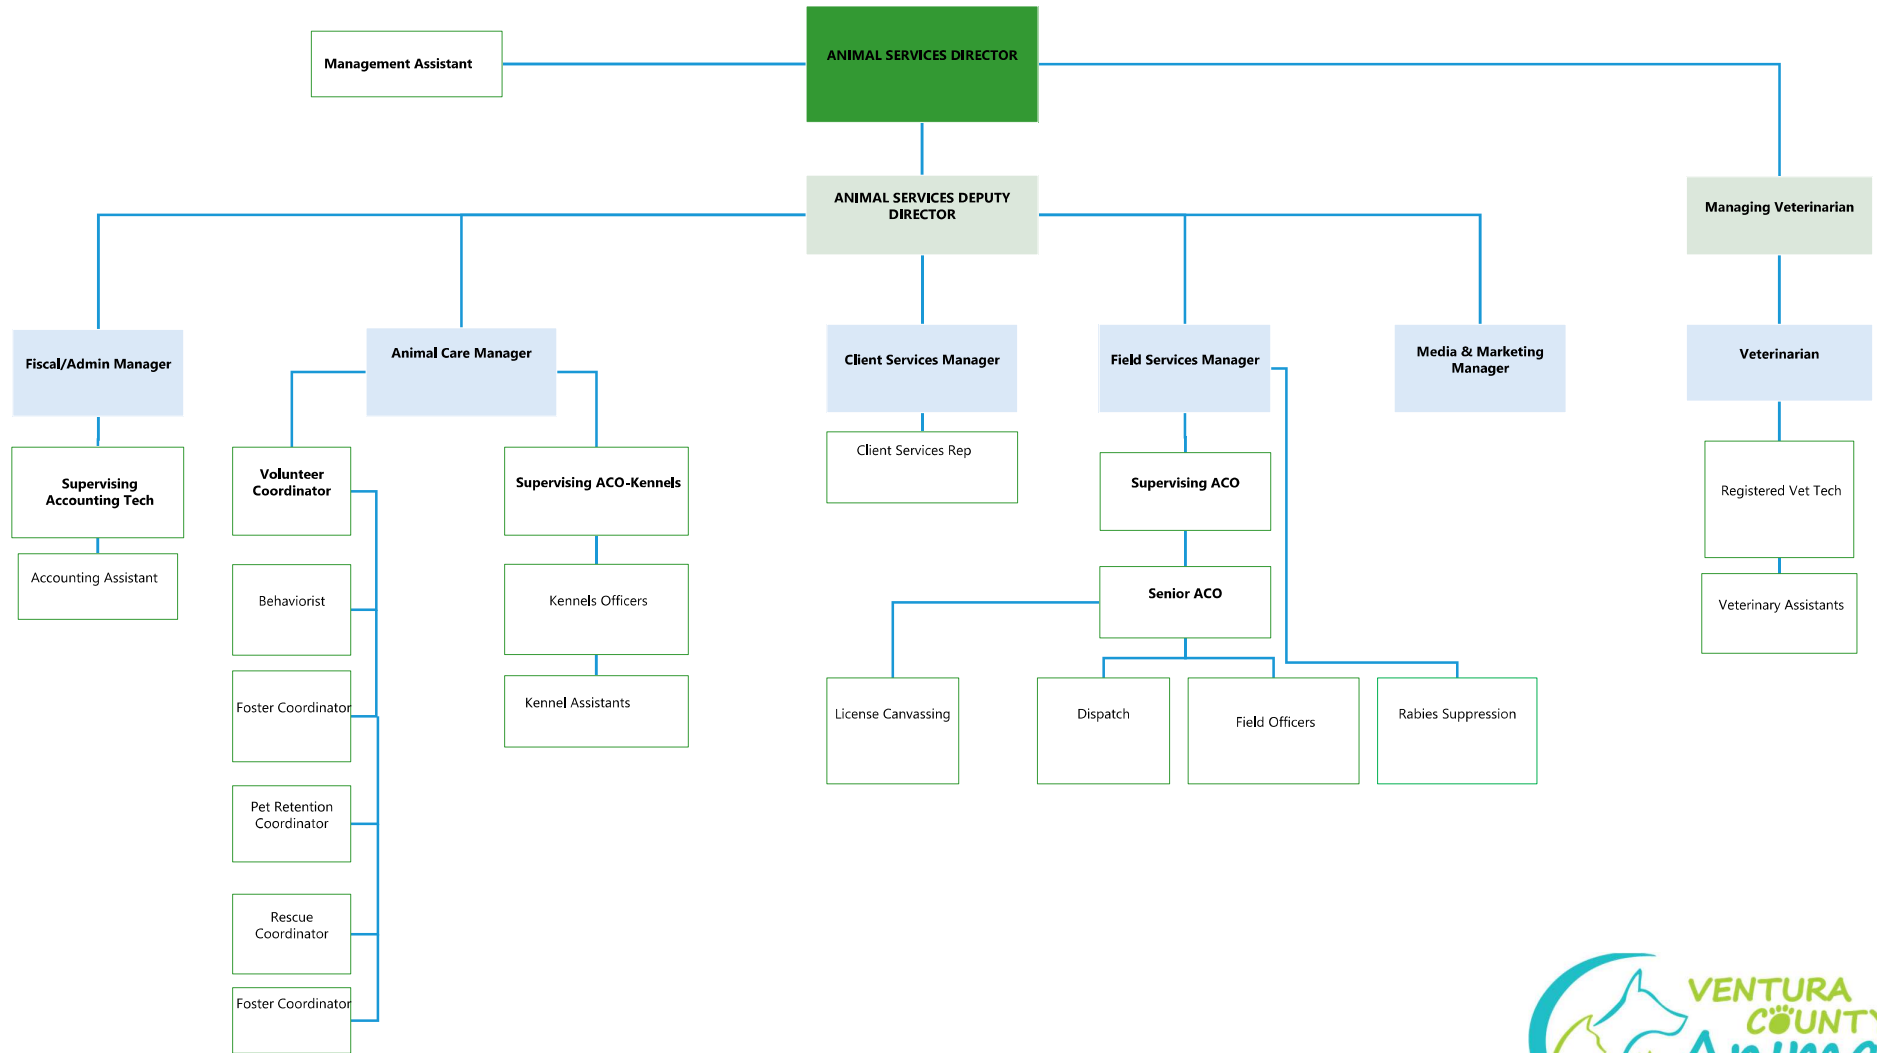 ANIMAL SERVICES DIRECTOR
Management Assistant
ANIMAL SERVICES DEPUTY
DIRECTOR
Managing Veterinarian
Fiscal/Admin Manager
Animal Care Manager
Client Services Manager
Field Services Manager
Media & Marketing
Manager
Veterinarian
Supervising
Accounting Tech
Volunteer
Coordinator
Supervising ACO-Kennels
Client Services Rep
Supervising ACO
Registered Vet Tech
Accounting Assistant
Behaviorist
Kennels Officers
Senior ACO
Veterinary Assistants
Foster Coordinator
Kennel Assistants
License Canvassing
Dispatch
Field Officers
Rabies Suppression
Pet Retention
Coordinator
Rescue
Coordinator
Foster Coordinator
VENTURA
COUNTY